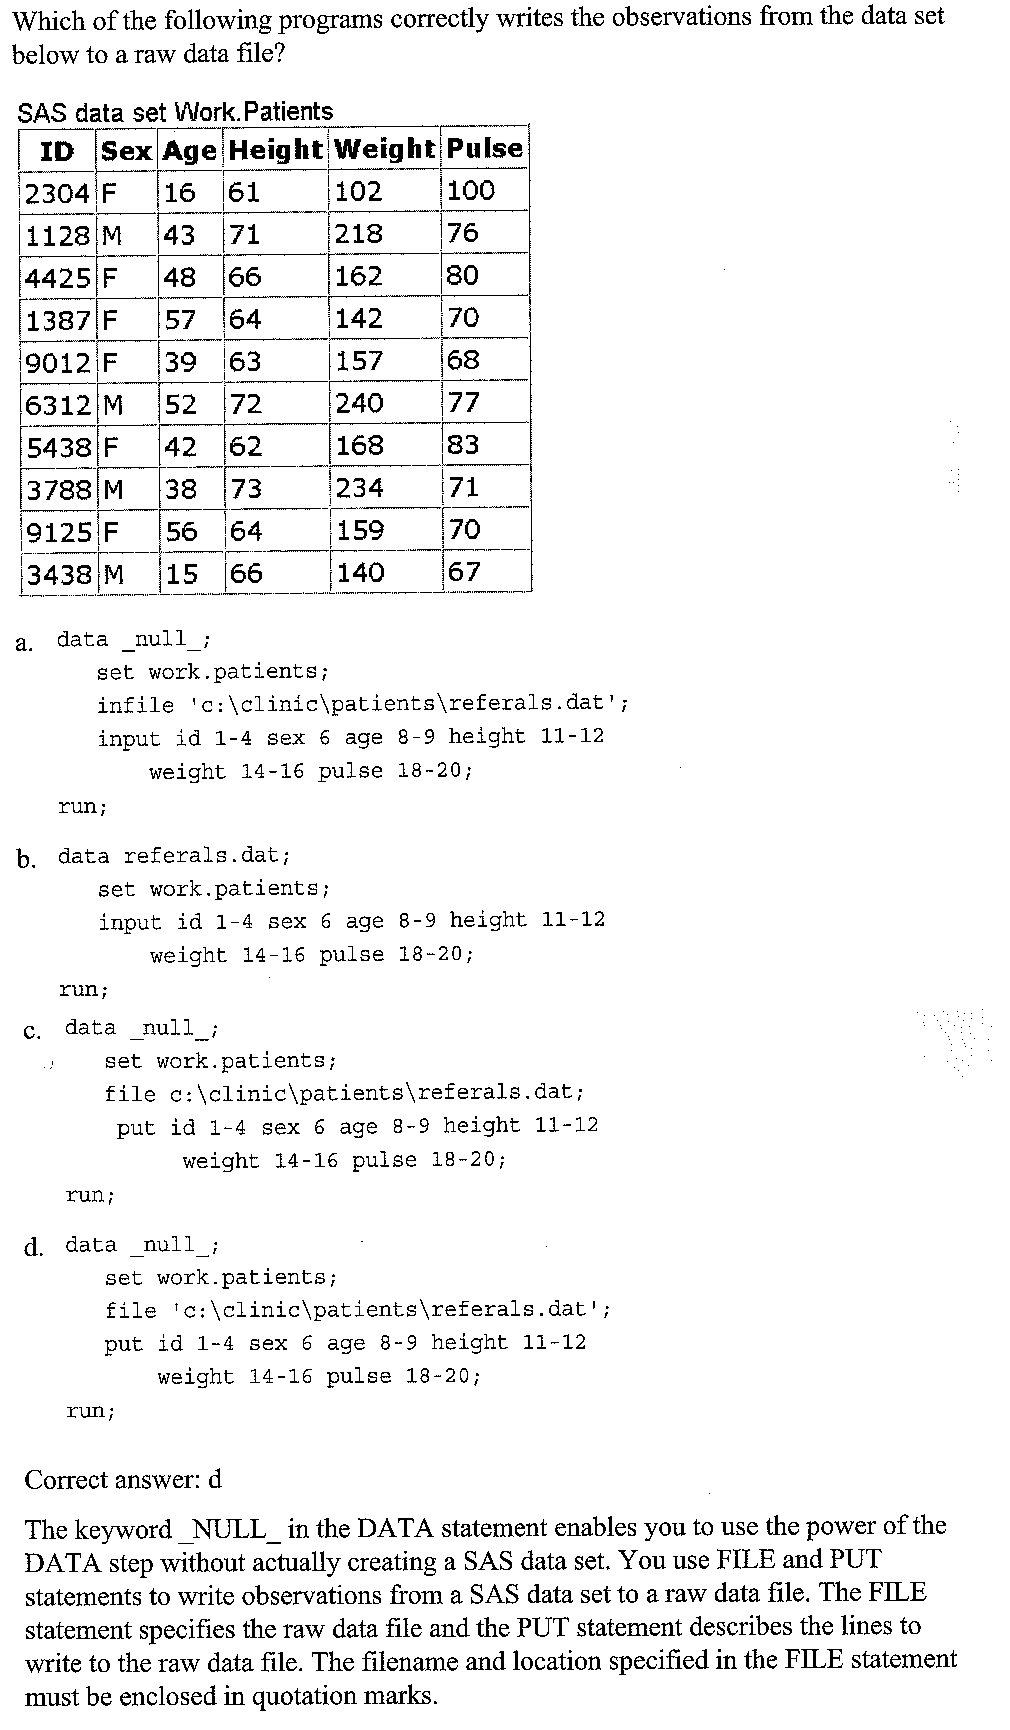 Which of the following programs correctly writes the observations from the data set
below to a raw data file?
SAS data set Work.Patients
ID Sex Age Height Weight Pulse
2304 F 16 61 102 100
1128 M 43 71 218 76
4425 F 48 66 162 80
1387 F 57 64 142 70
9012 F 39 63 157 68
6312 M 52 72 240 77
5438 F 42 62 168 83
3788 M 38 73 234 71
9125 F 56 64 159 70
3438 M 15 66 140 67
a. data _null_;
set work.patients;
infile 'c:\clinic\patients\referals.dat';
input id 1-4 sex 6 age 8-9 height 11-12
weight 14-16 pulse 18-20;
run;
b. data referals.dat;
set work.patients;
input id 1-4 sex 6 age 8-9 height 11-12
weight 14-16 pulse 18-20;
run;
c. data _null_;
set work.patients;
file c:\clinic\patients\referals.dat;
put id 1-4 sex 6 age 8-9 height 11-12
weight 14-16 pulse 18-20;
run;
d. data _null_;
set work.patients;
file 'c:\clinic\patients\referals.dat';
put id 1-4 sex 6 age 8-9 height 11-12
weight 14-16 pulse 18-20;
run;
Correct answer: d
The keyword _NULL_ in the DATA statement enables you to use the power of the
DATA step without actually creating a SAS data set. You use FILE and PUT
statements to write observations from a SAS data set to a raw data file. The FILE
statement specifies the raw data file and the PUT statement describes the lines to
write to the raw data file. The filename and location specified in the FILE statement
must be enclosed in quotation marks.